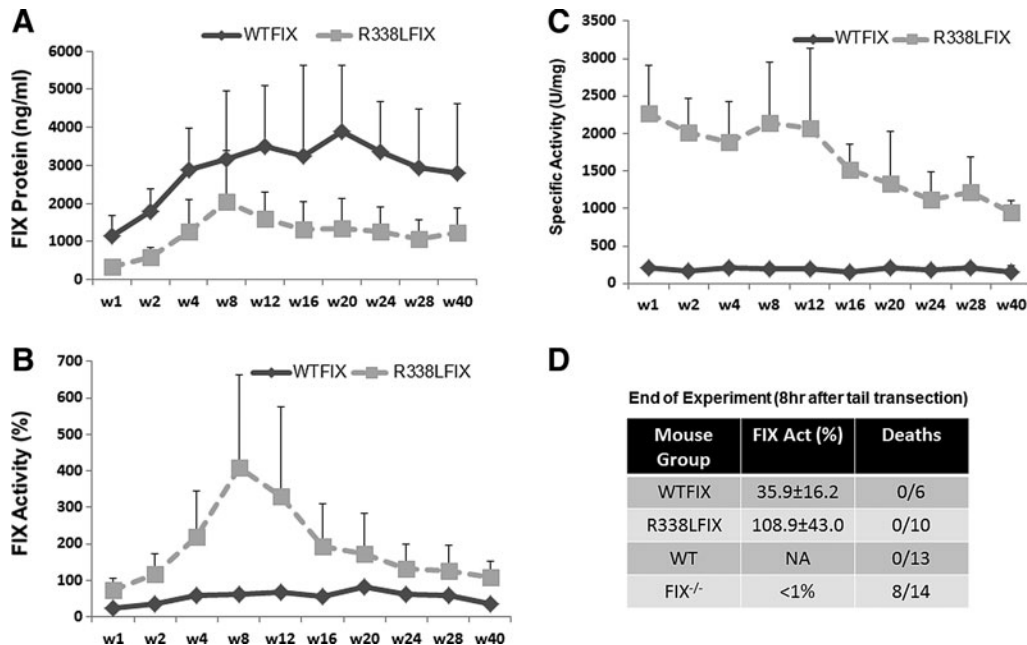 A
WTFIX R338LFIX
FIX Protein (ng/ml)
6000
5000
4000
3000
2000
1000
0
w1 w2 w4 w8 w12 w16 w20 w24 w28 w40
B
WTFIX R338LFIX
FIX Activity (%)
700
600
500
400
300
200
100
0
w1 w2 w4 w8 w12 w16 w20 w24 w28 w40
C
WTFIX R338LFIX
Specific Activity (U/mg)
3500
3000
2500
2000
1500
1000
500
0
w1 w2 w4 w8 w12 w16 w20 w24 w28 w40
D
End of Experiment (8hr after tail transection)
Mouse Group FIX Act (%) Deaths
WTFIX 35.9±16.2 0/6
R338LFIX 108.9±43.0 0/10
WT NA 0/13
FIX-/- <1% 8/14